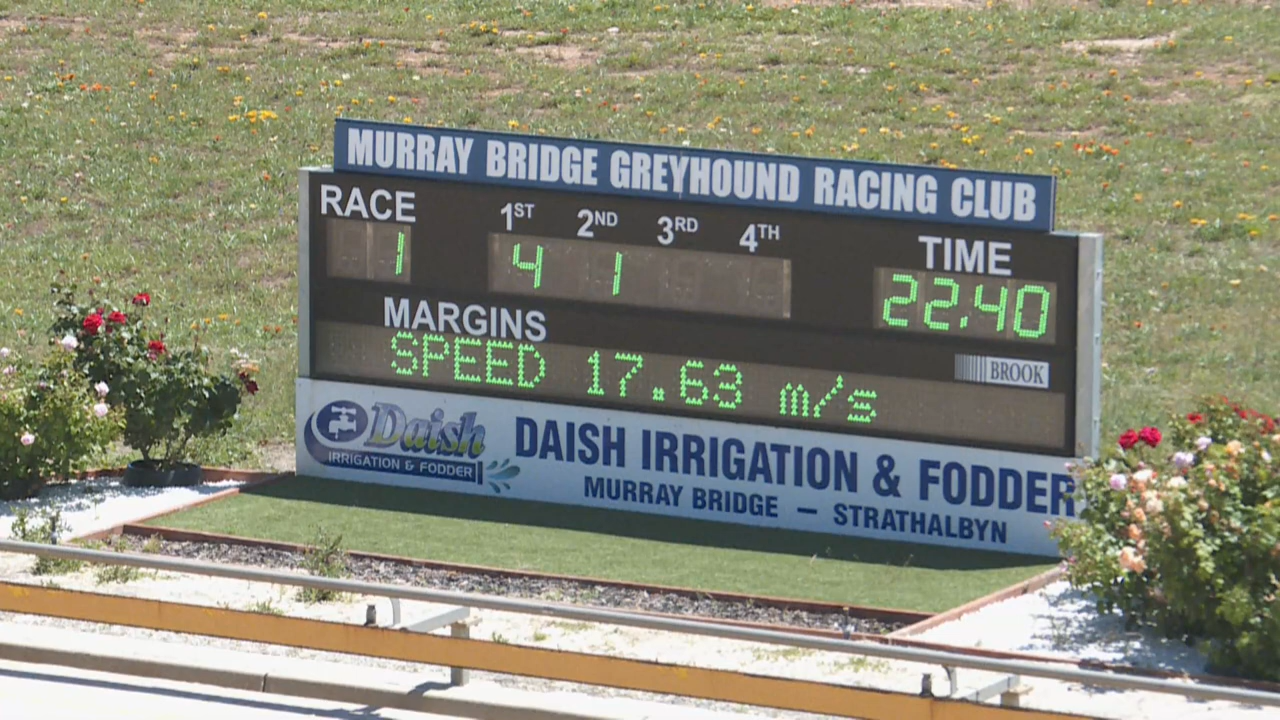 MURRAY BRIDGE GREYHOUND RACING CLUB
RACE 1ST 2ND 3RD 4TH TIME
1 4 1 22.40
MARGINS
SPEED 17.63 m/s
BROOK
Daish
IRRIGATION & FODDER
DAISH IRRIGATION & FODDER
MURRAY BRIDGE — STRATHALBYN